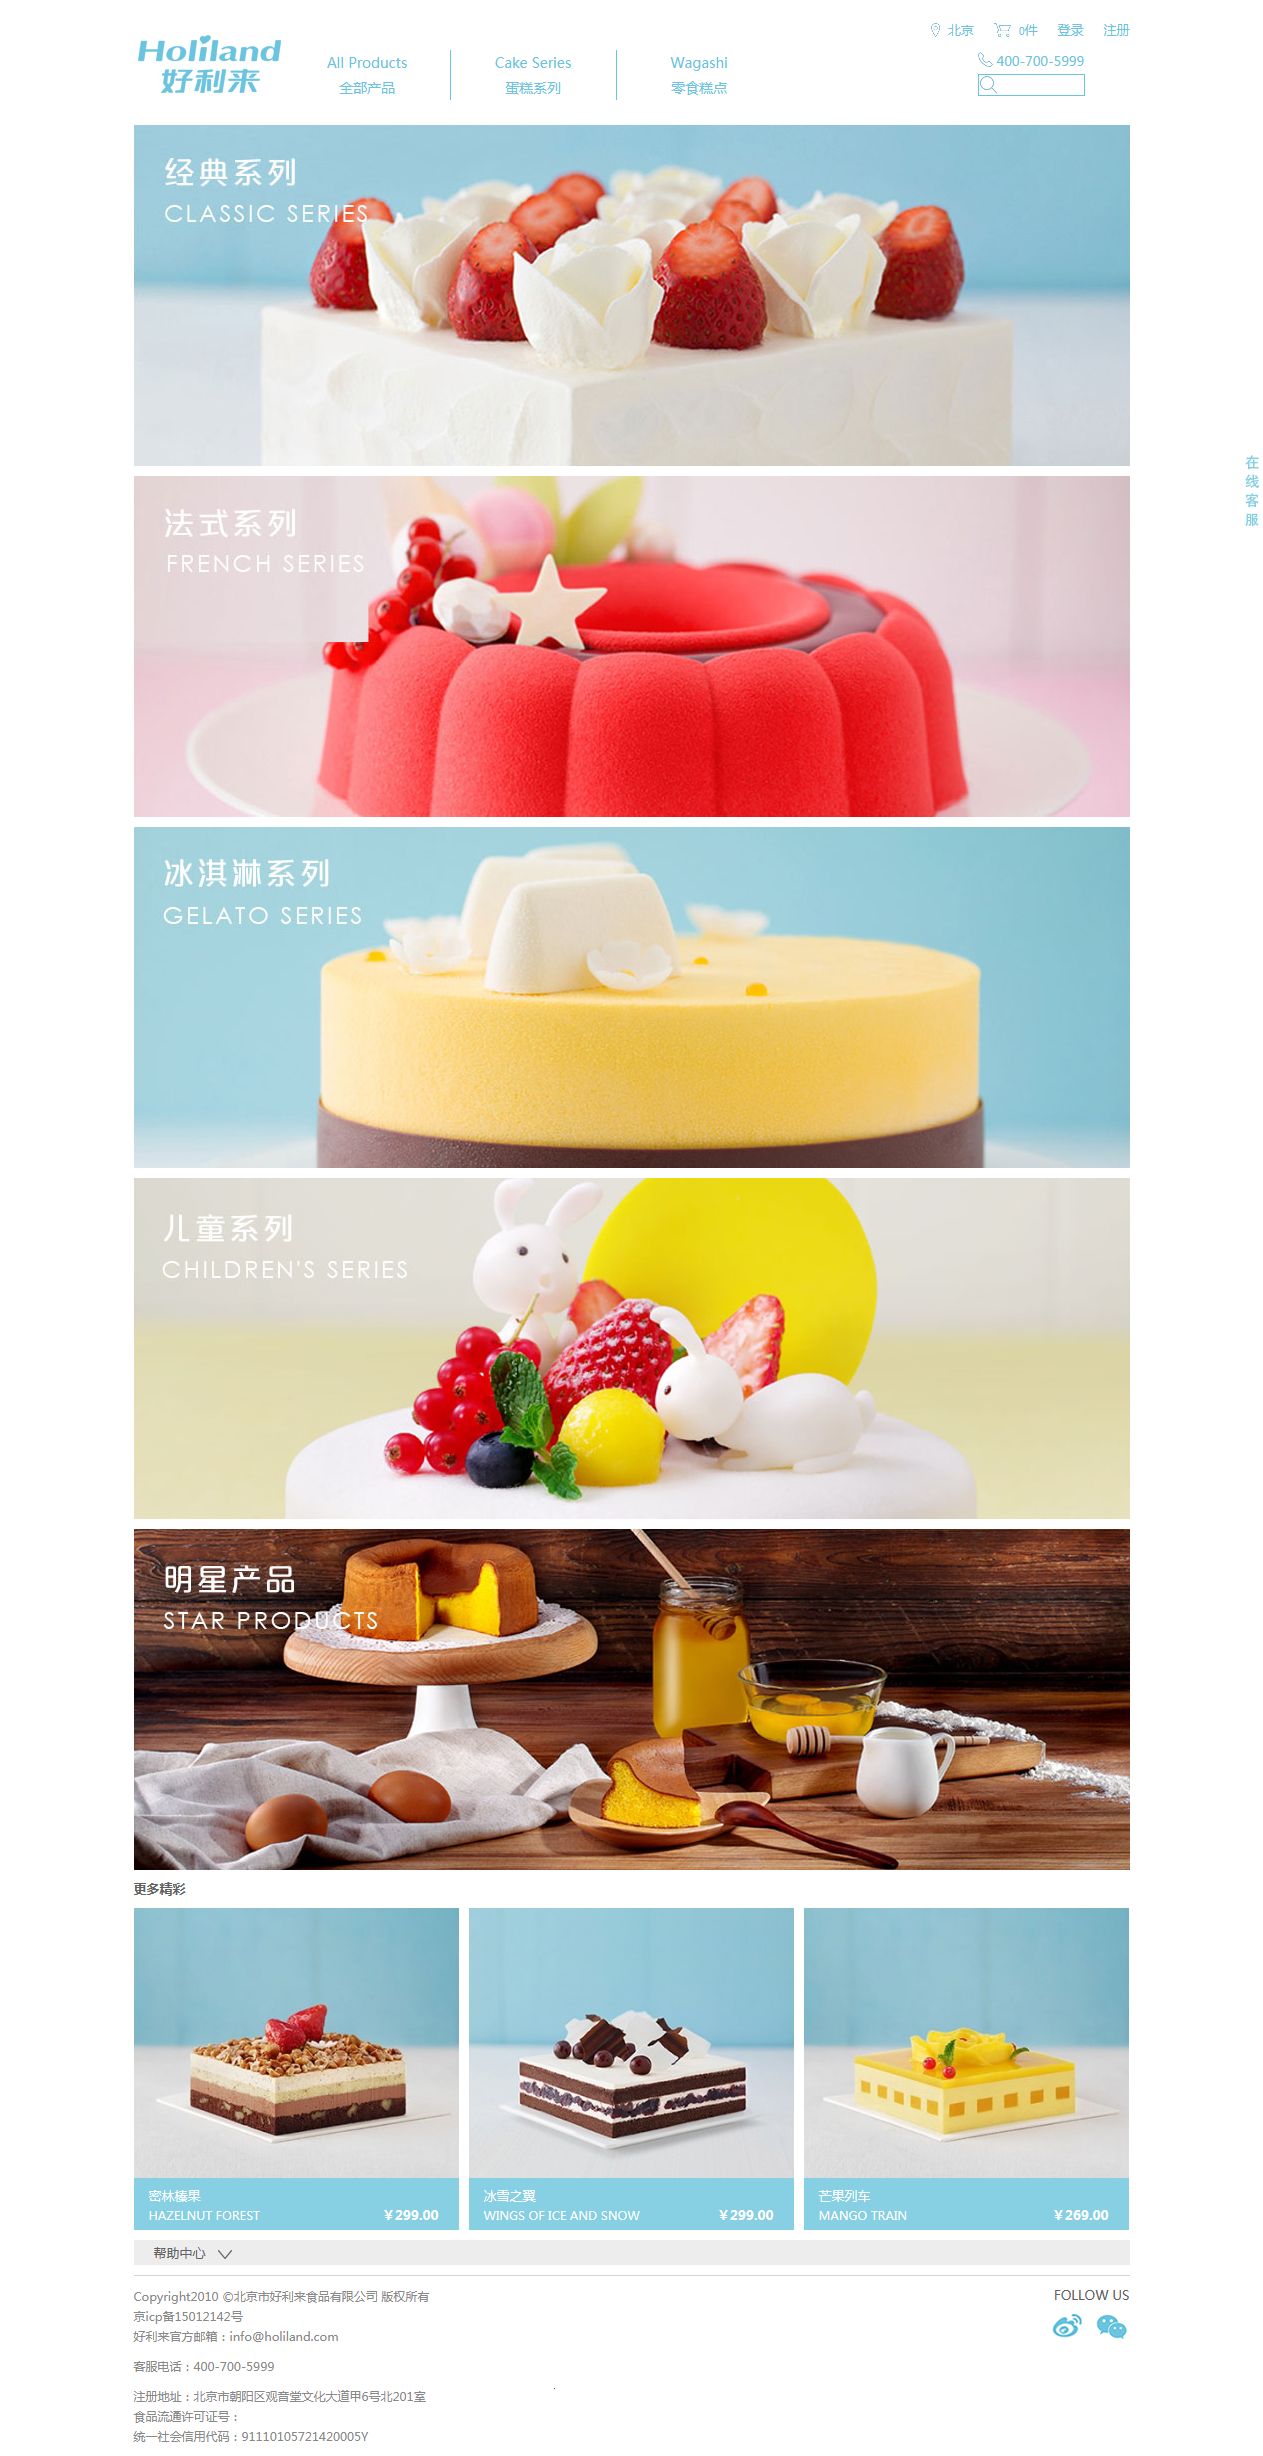 北京 0件 登录 注册
Holiland
好利来
All Products
全部产品
Cake Series
蛋糕系列
Wagashi
零食糕点
400-700-5999
经典系列
CLASSIC SERIES
在线客服
法式系列
FRENCH SERIES
冰淇淋系列
GELATO SERIES
儿童系列
CHILDREN'S SERIES
明星产品
STAR PRODUCTS
更多精彩
密林榛果
HAZELNUT FOREST ¥299.00
冰雪之翼
WINGS OF ICE AND SNOW ¥299.00
芒果列车
MANGO TRAIN ¥269.00
帮助中心
Copyright2010 ©北京市好利来食品有限公司 版权所有
京icp备15012142号
好利来官方邮箱：info@holiland.com
客服电话：400-700-5999
注册地址：北京市朝阳区观音堂文化大道甲6号北201室
食品流通许可证号：
统一社会信用代码：91110105721420005Y
FOLLOW US